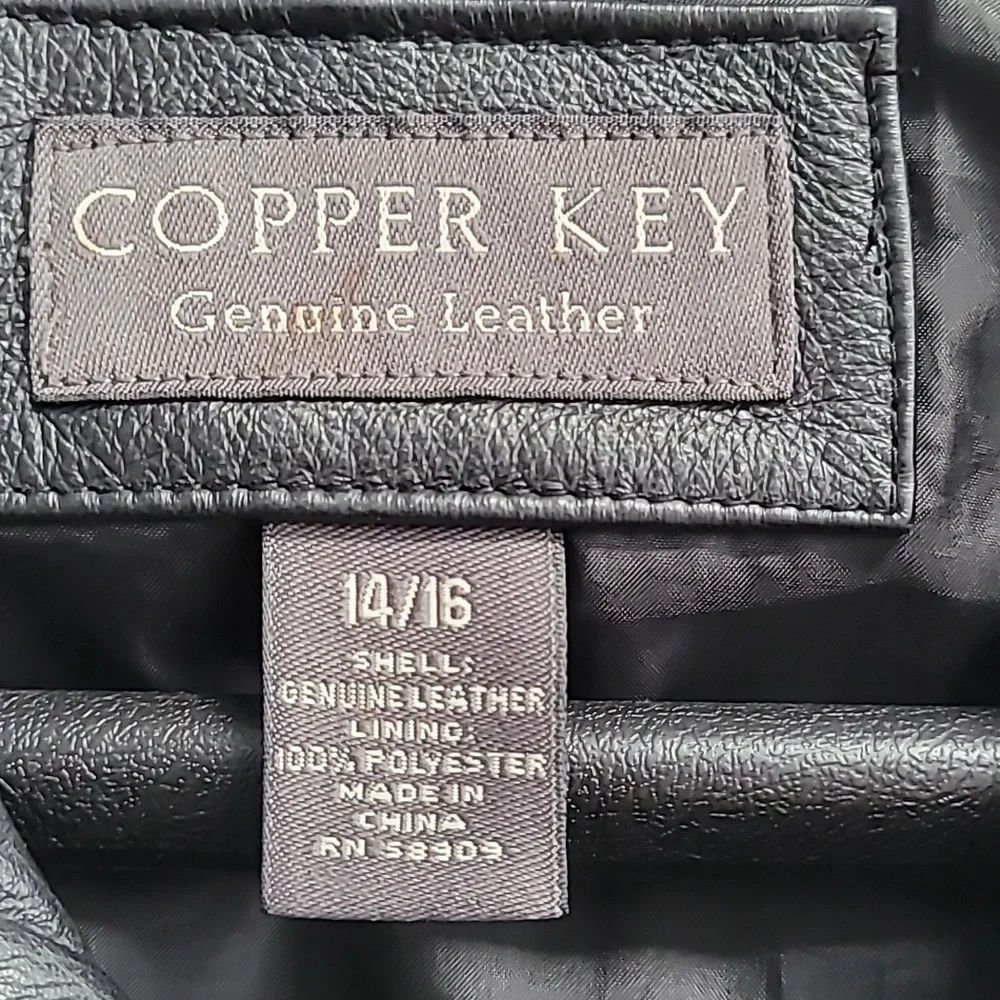 COPPER KEY
Genuine Leather
14/16
SHELL:
GENUINE LEATHER
LINING:
100% POLYESTER
MADE IN
CHINA
RN 58909